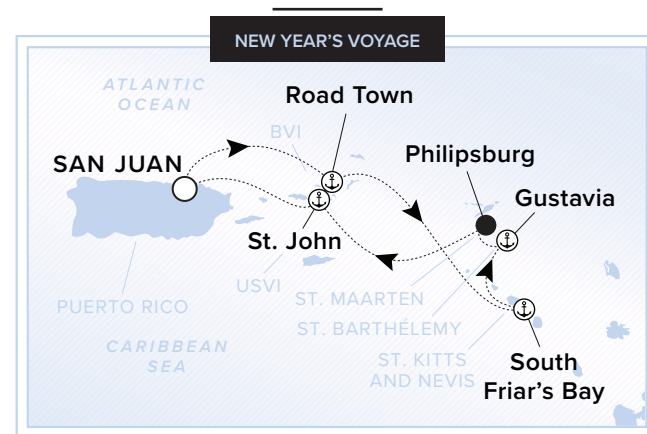 NEW YEAR'S VOYAGE
ATLANTIC
OCEAN
Road Town
BVI
Philipsburg
SAN JUAN
Gustavia
St. John
USVI
ST. MAARTEN
PUERTO RICO
ST. BARTHÉLEMY
CARIBBEAN
SEA
ST. KITTS
AND NEVIS
South
Friar's Bay